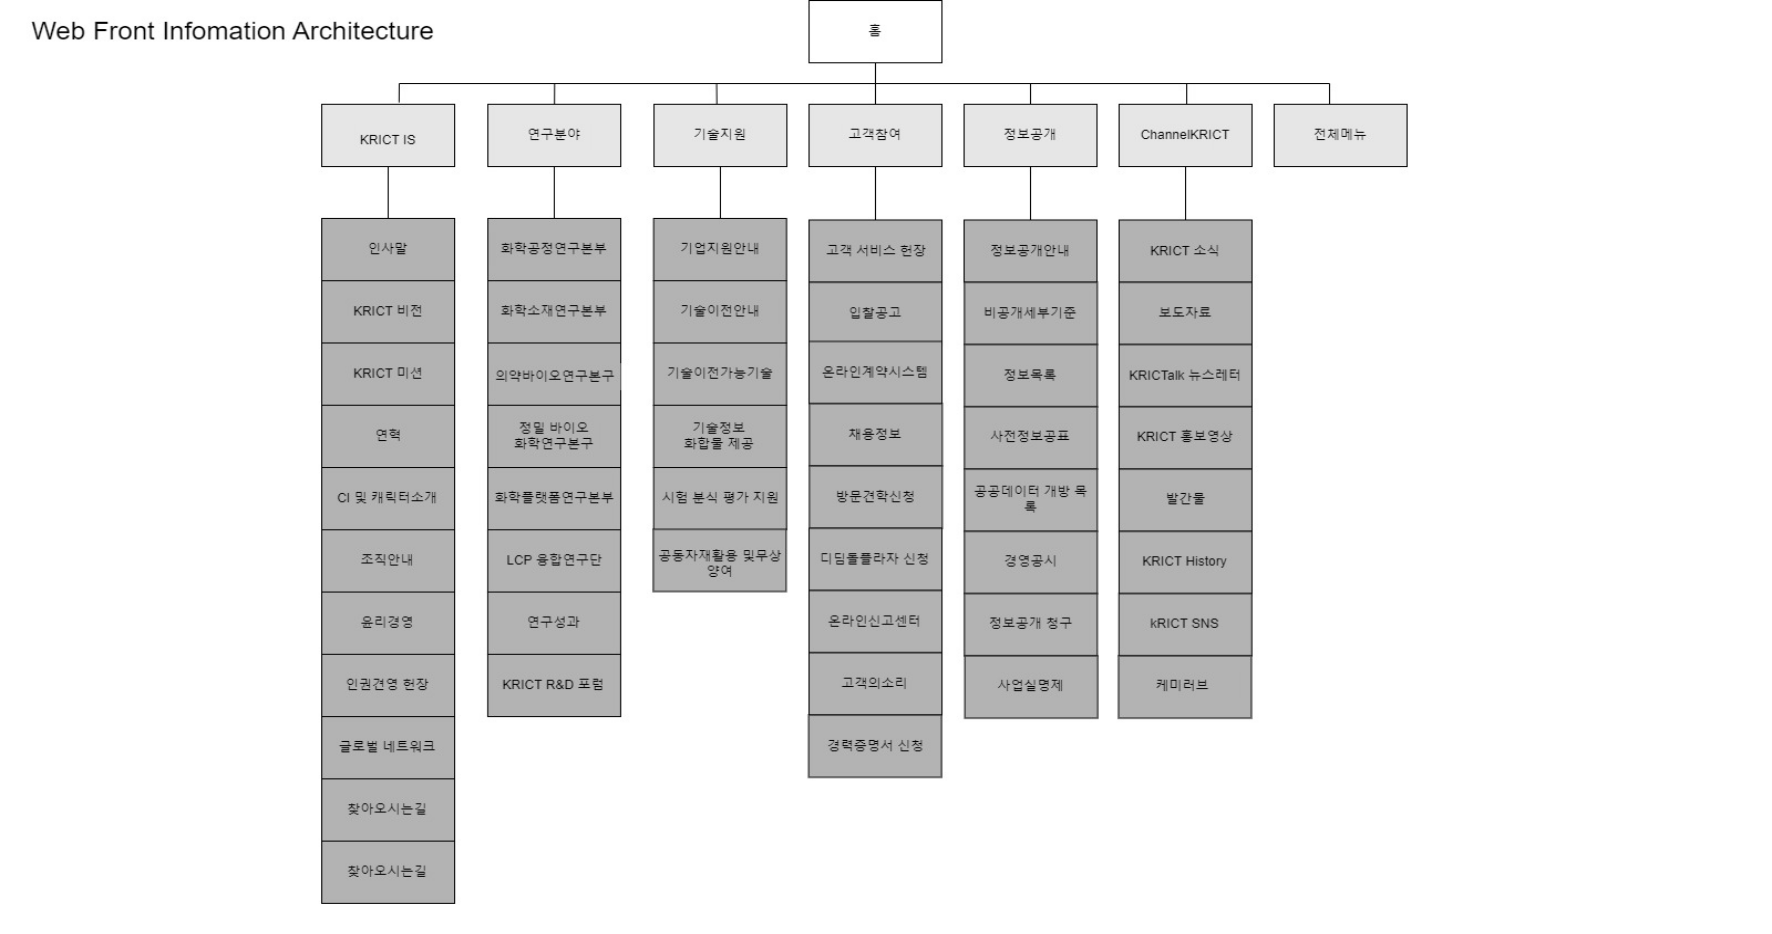 Web Front Infomation Architecture
홈
KRICT IS
연구분야
기술지원
고객참여
정보공개
ChannelKRICT
전체메뉴
인사말
KRICT 비전
KRICT 미션
연혁
CI 및 캐릭터소개
조직안내
윤리경영
인권견영 헌장
글로벌 네트워크
찾아오시는길
찾아오시는길
화학공정연구본부
화학소재연구본부
의약바이오연구본구
정밀 바이오
화학연구본구
화학플랫폼연구본부
LCP 융합연구단
연구성과
KRICT R&D 포럼
기업지원안내
기술이전안내
기술이전가능기술
기술정보
화합물 제공
시험 분식 평가 지원
공동자재활용 및무상
양여
고객 서비스 헌장
입찰공고
온라인계약시스템
채용정보
방문견학신청
디딤돌플라자 신청
온라인신고센터
고객의소리
경력증명서 신청
정보공개안내
비공개세부기준
정보목록
사전정보공표
공공데이터 개방 목
록
경영공시
정보공개 청구
사업실명제
KRICT 소식
보도자료
KRICTalk 뉴스레터
KRICT 홍보영상
발간물
KRICT History
kRICT SNS
케미러브